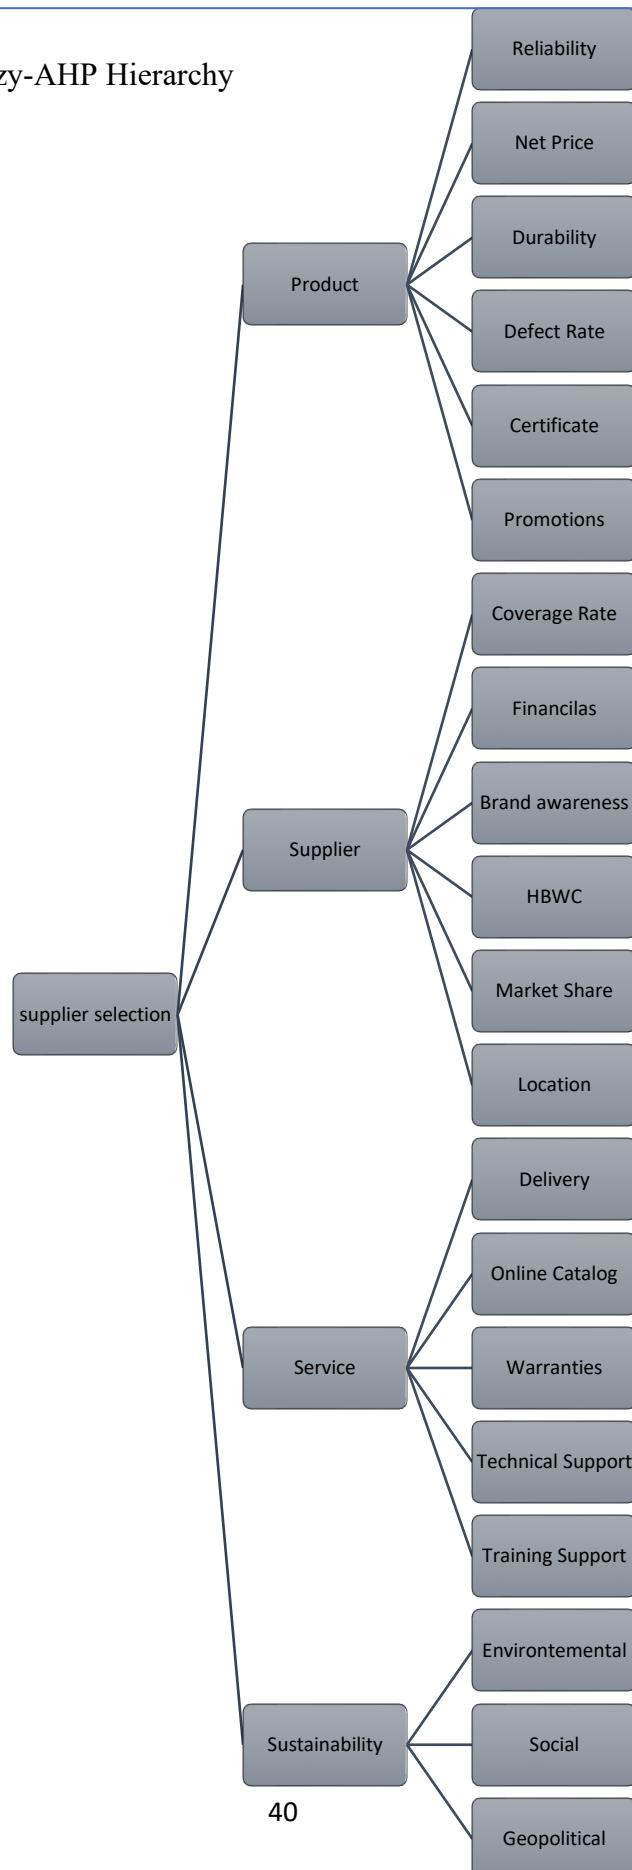 zy-AHP Hierarchy
Reliability
Net Price
Durability
Product
Defect Rate
Certificate
Promotions
Coverage Rate
Financilas
Brand awareness
Supplier
HBWC
Market Share
supplier selection
Location
Delivery
Online Catalog
Service
Warranties
Technical Support
Training Support
Environtemental
Sustainability
Social
Geopolitical
40